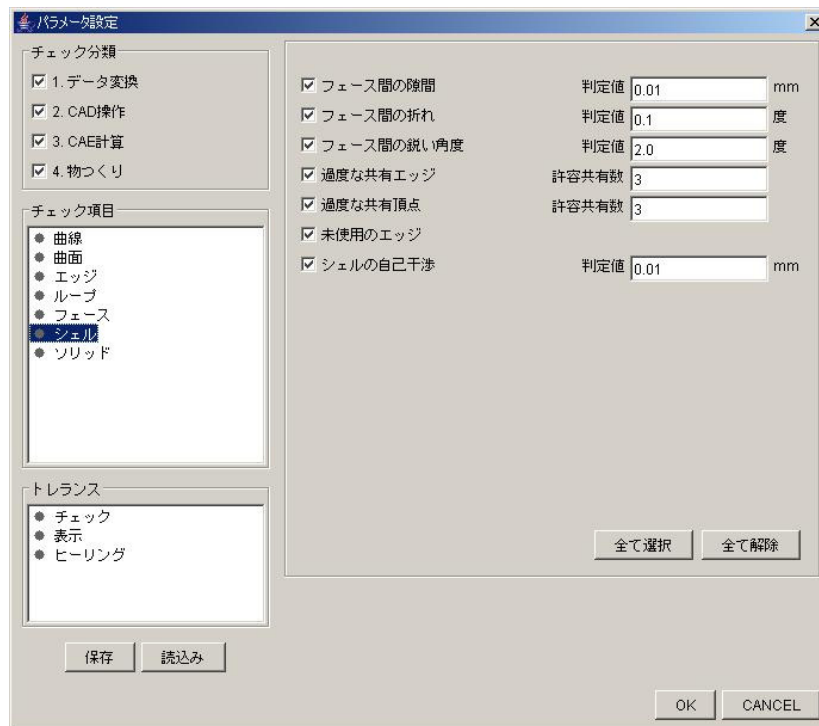 パラメータ設定
チェック分類
1. データ変換
2. CAD操作
3. CAE計算
4. 物つくり
チェック項目
曲線
曲面
エッジ
ループ
フェース
シェル
ソリッド
トレランス
チェック
表示
ヒーリング
保存 読込み
フェース間の隙間 判定値 0.01 mm
フェース間の折れ 判定値 0.1 度
フェース間の鋭い角度 判定値 2.0 度
過度な共有エッジ 許容共有数 3
過度な共有頂点 許容共有数 3
未使用のエッジ
シェルの自己干渉 判定値 0.01 mm
全て選択 全て解除
OK CANCEL